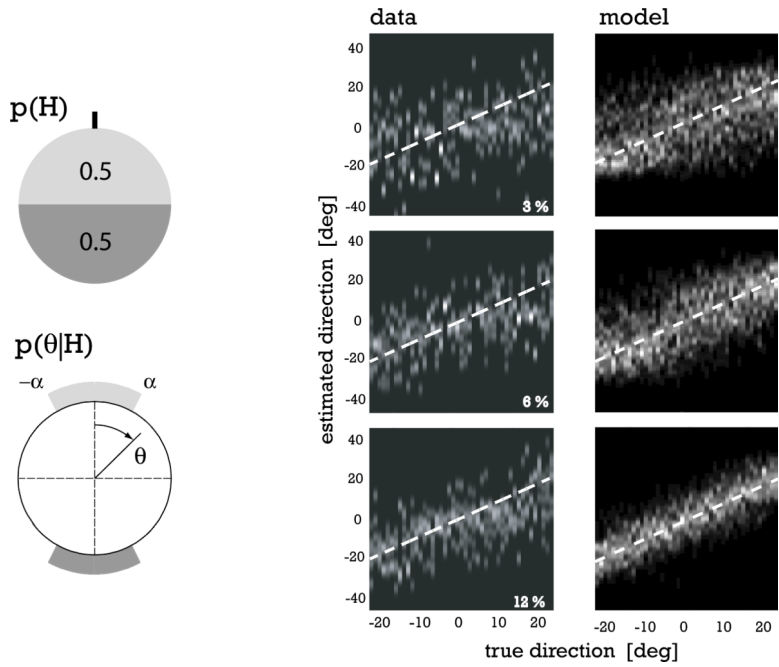 data model
p(H)
0.5
0.5
p(θ|H)
−α α
θ
estimated direction [deg]
40
20
0
-20
-40
3 %
40
20
0
-20
-40
6 %
40
20
0
-20
-40
12 %
-20 -10 0 10 20 -20 -10 0 10 20
true direction [deg]